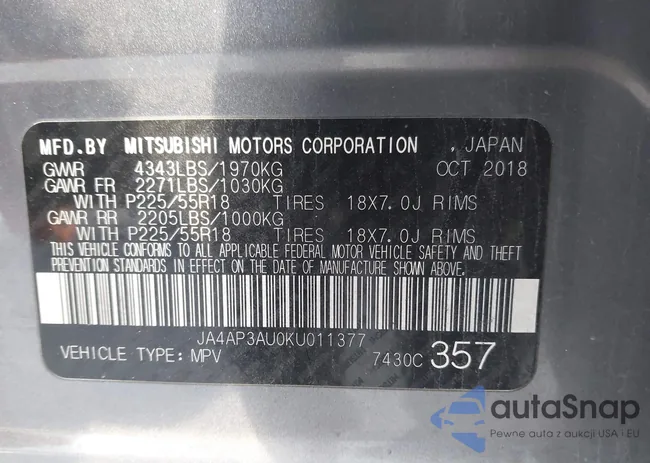 MFD.BY MITSUBISHI MOTORS CORPORATION , JAPAN
GWWR 4343LBS/1970KG OCT 2018
GAWR FR 2271LBS/1030KG
WITH P225/55R18 TIRES 18X7.0J RIMS
GAWR RR 2205LBS/1000KG
WITH P225/55R18 TIRES 18X7.0J RIMS
THIS VEHICLE CONFORMS TO ALL APPLICABLE FEDERAL MOTOR VEHICLE SAFETY AND THEFT
PREVENTION STANDARDS IN EFFECT ON THE DATE OF MANUFACTURE SHOWN ABOVE.
JA4AP3AU0KU011377
VEHICLE TYPE: MPV 7430C 357
autoSnap
Pewne auta z aukcji USA i EU